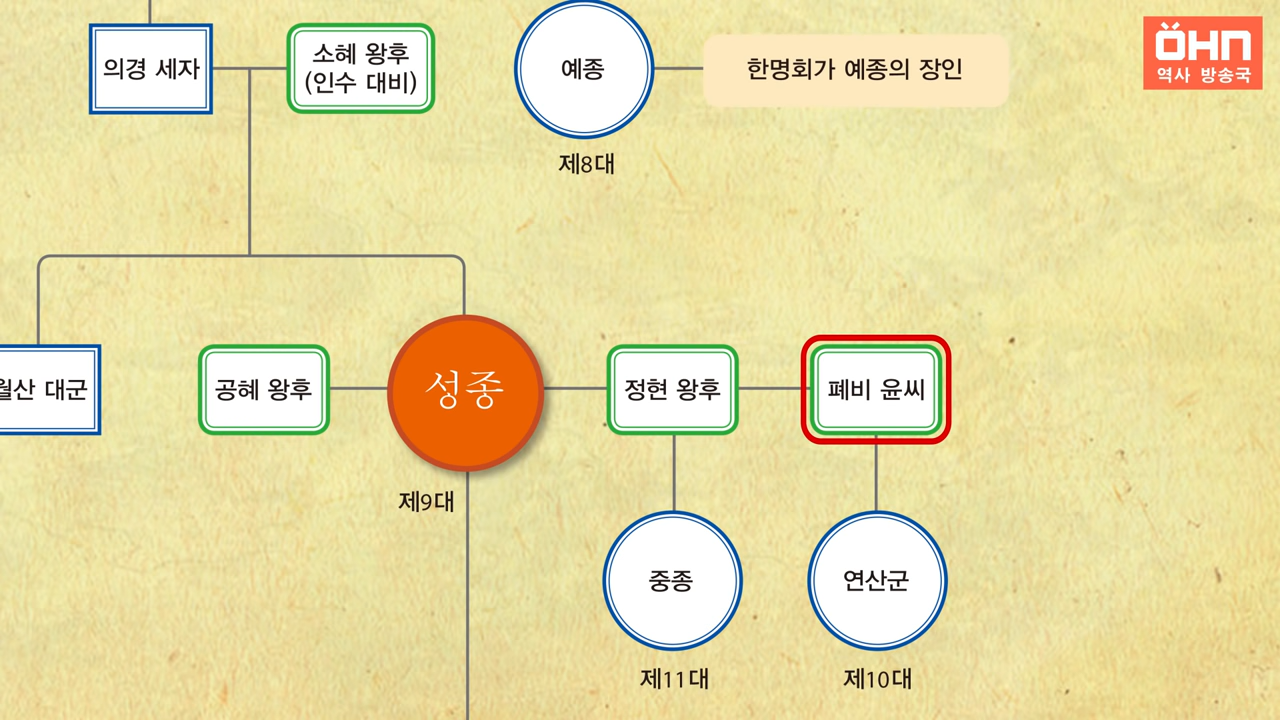 의경 세자
소혜 왕후
(인수 대비)
예종
한명회가 예종의 장인
ÖHN
역사 방송국
제8대
월산 대군
공혜 왕후
성종
정현 왕후
폐비 윤씨
제9대
중종
연산군
제11대
제10대